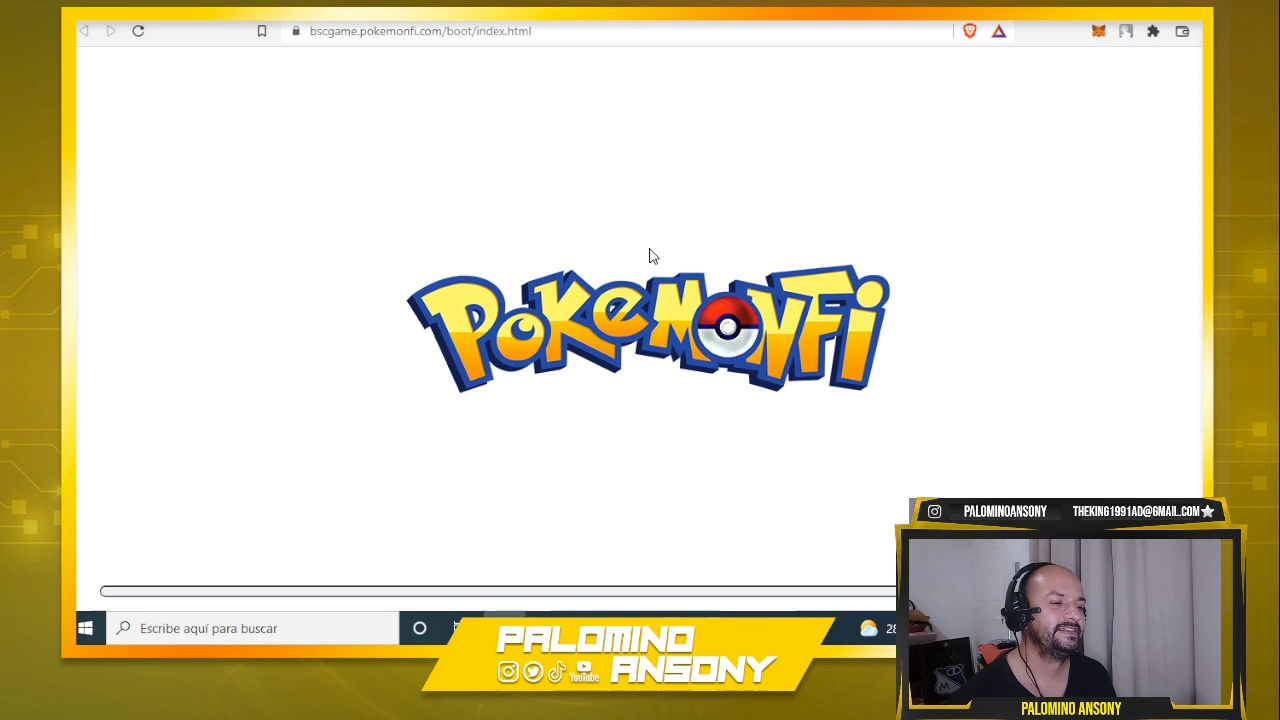 bscgame.pokemonfi.com/boot/index.html
POKEMONFI
Escribe aquí para buscar
28
PALOMINO
ANSONY
YouTube
PALOMINOANSONY
THEKING1991AD@GMAIL.COM
PALOMINO ANSONY